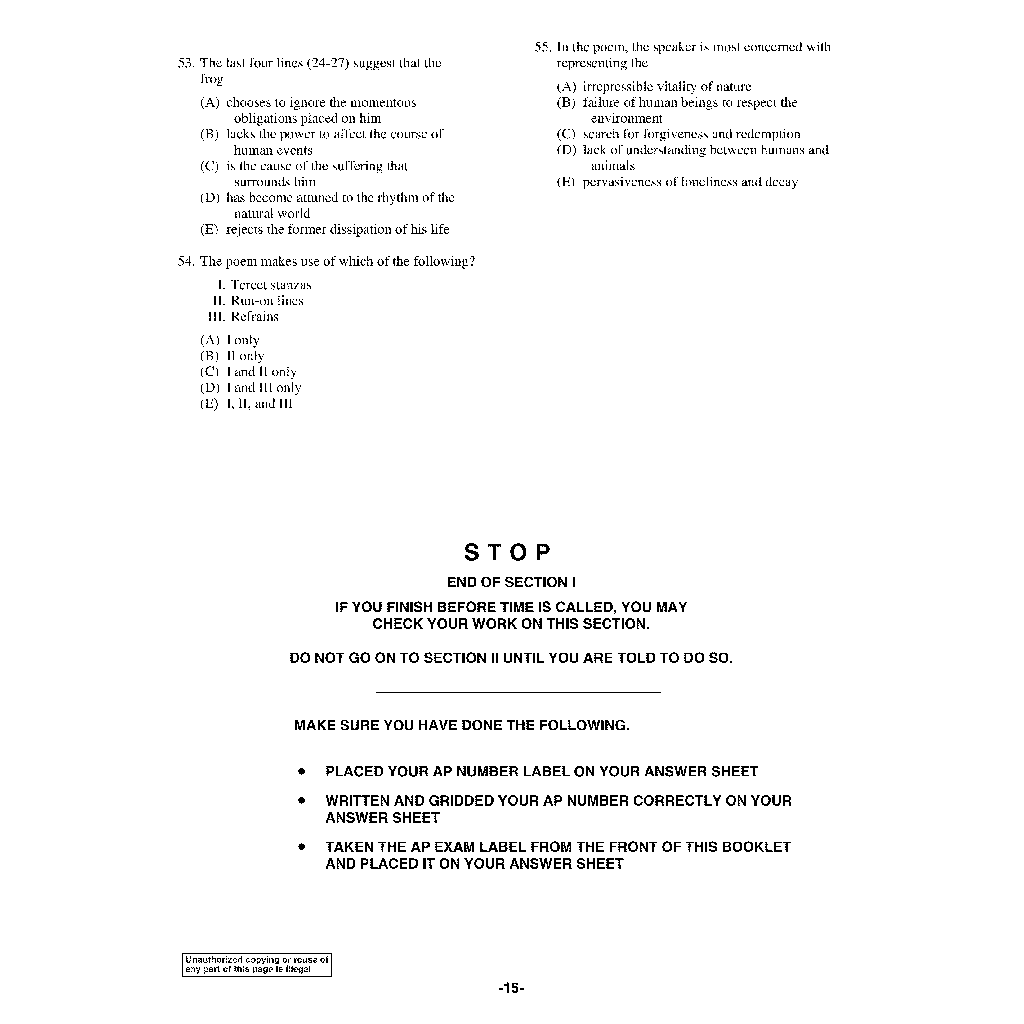 53. The last four lines (24-27) suggest that the
frog
(A) chooses to ignore the momentous
obligations placed on him
(B) lacks the power to affect the course of
human events
(C) is the cause of the suffering that
surrounds him
(D) has become attuned to the rhythm of the
natural world
(E) rejects the former dissipation of his life
54. The poem makes use of which of the following?
I. Tercet stanzas
II. Run-on lines
III. Refrains
(A) I only
(B) II only
(C) I and II only
(D) I and III only
(E) I, II, and III
55. In the poem, the speaker is most concerned with
representing the
(A) irrepressible vitality of nature
(B) failure of human beings to respect the
environment
(C) search for forgiveness and redemption
(D) lack of understanding between humans and
animals
(E) pervasiveness of loneliness and decay
STOP
END OF SECTION I
IF YOU FINISH BEFORE TIME IS CALLED, YOU MAY
CHECK YOUR WORK ON THIS SECTION.
DO NOT GO ON TO SECTION II UNTIL YOU ARE TOLD TO DO SO.
MAKE SURE YOU HAVE DONE THE FOLLOWING.
• PLACED YOUR AP NUMBER LABEL ON YOUR ANSWER SHEET
• WRITTEN AND GRIDDED YOUR AP NUMBER CORRECTLY ON YOUR
ANSWER SHEET
• TAKEN THE AP EXAM LABEL FROM THE FRONT OF THIS BOOKLET
AND PLACED IT ON YOUR ANSWER SHEET
Unauthorized copying or reuse of
any part of this page is illegal
-15-